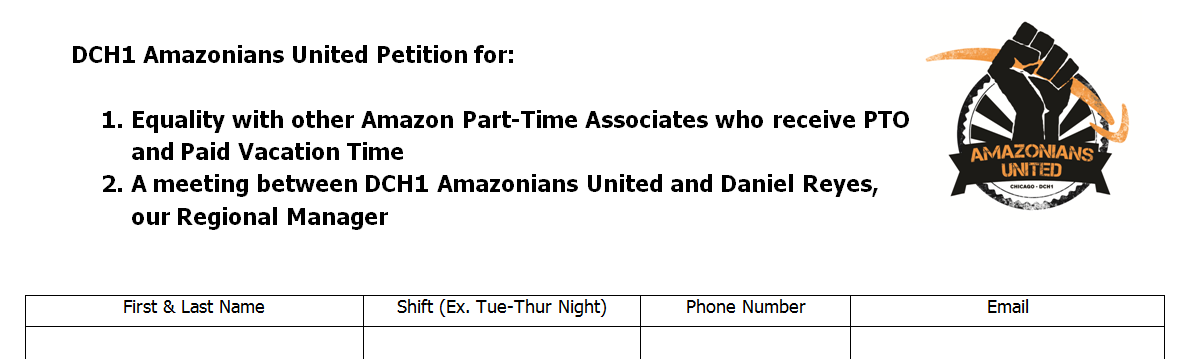 DCH1 Amazonians United Petition for:
1. Equality with other Amazon Part-Time Associates who receive PTO
and Paid Vacation Time
2. A meeting between DCH1 Amazonians United and Daniel Reyes,
our Regional Manager
AMAZONIANS
UNITED
CHICAGO · DCH1
First & Last Name
Shift (Ex. Tue-Thur Night)
Phone Number
Email